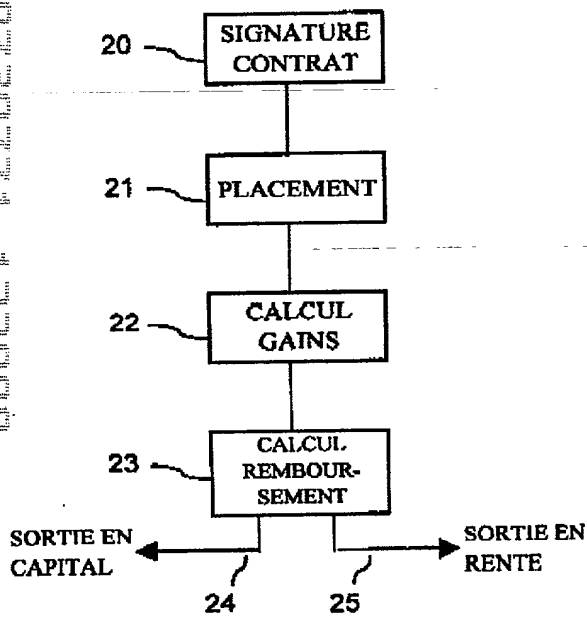 20
SIGNATURE
CONTRAT
21
PLACEMENT
22
CALCUL
GAINS
23
CALCUL
REMBOUR-
SEMENT
SORTIE EN
CAPITAL
SORTIE EN
RENTE
24
25